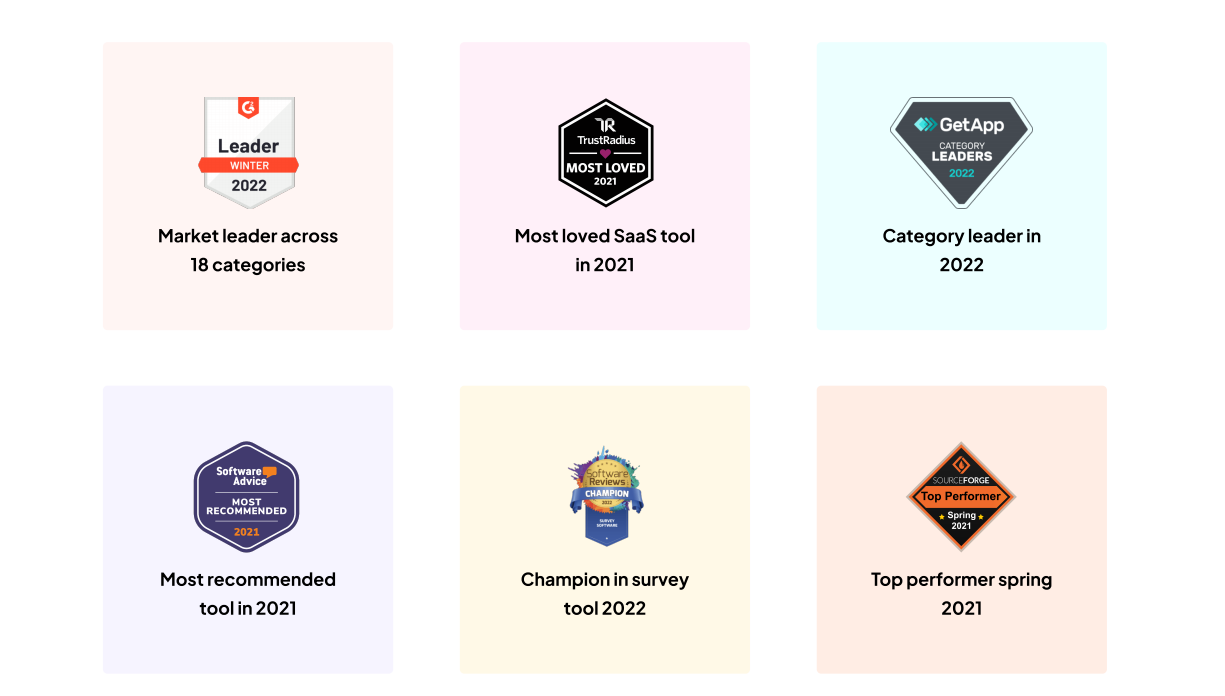 Leader
WINTER
2022
Market leader across
18 categories
TR
TrustRadius
MOST LOVED
2021
Most loved SaaS tool
in 2021
GetApp
CATEGORY
LEADERS
2022
Category leader in
2022
Software
Advice
MOST
RECOMMENDED
2021
Most recommended
tool in 2021
Software
Reviews
CHAMPION
2022
SURVEY
SOFTWARE
Champion in survey
tool 2022
SOURCEFORGE
Top Performer
Spring
2021
Top performer spring
2021